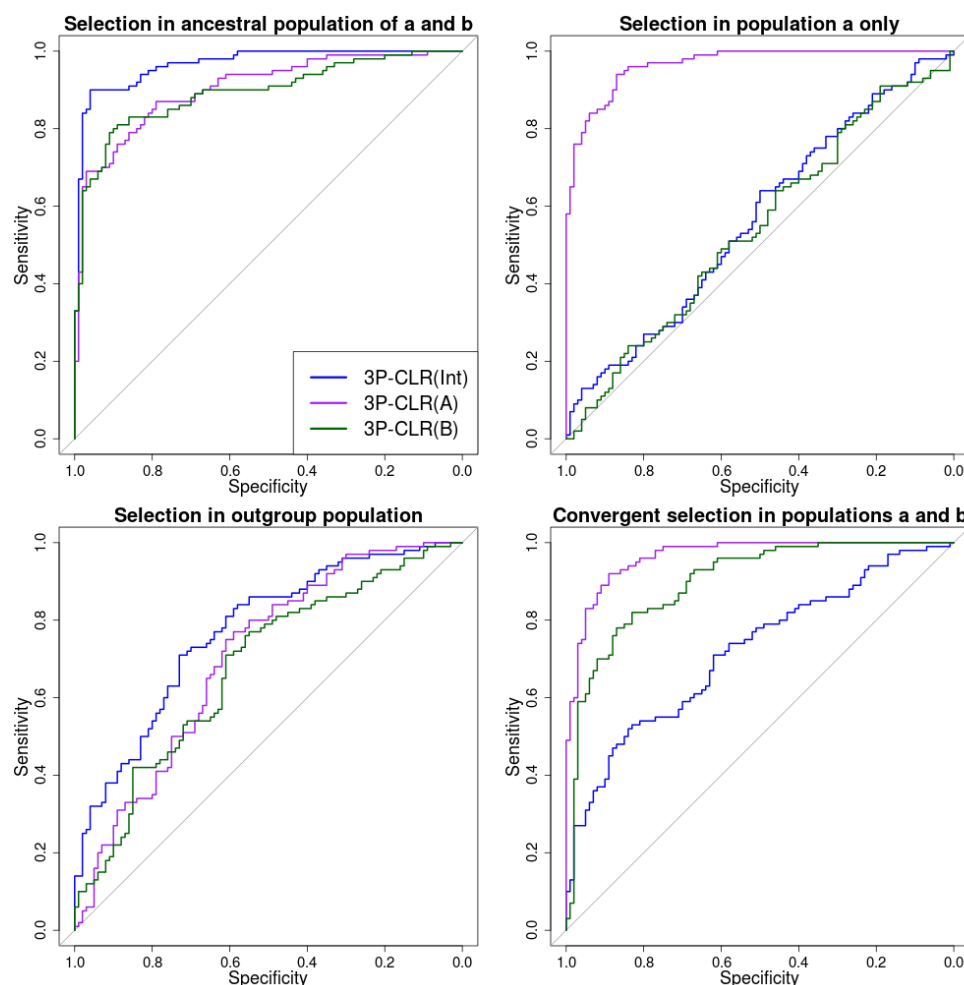 Selection in ancestral population of a and b
Sensitivity
1.0
0.8
0.6
0.4
0.2
0.0
3P-CLR(Int)
3P-CLR(A)
3P-CLR(B)
1.0 0.8 0.6 0.4 0.2 0.0
Specificity
Selection in population a only
Sensitivity
1.0
0.8
0.6
0.4
0.2
0.0
1.0 0.8 0.6 0.4 0.2 0.0
Specificity
Selection in outgroup population
Sensitivity
1.0
0.8
0.6
0.4
0.2
0.0
1.0 0.8 0.6 0.4 0.2 0.0
Specificity
Convergent selection in populations a and b
Sensitivity
1.0
0.8
0.6
0.4
0.2
0.0
1.0 0.8 0.6 0.4 0.2 0.0
Specificity